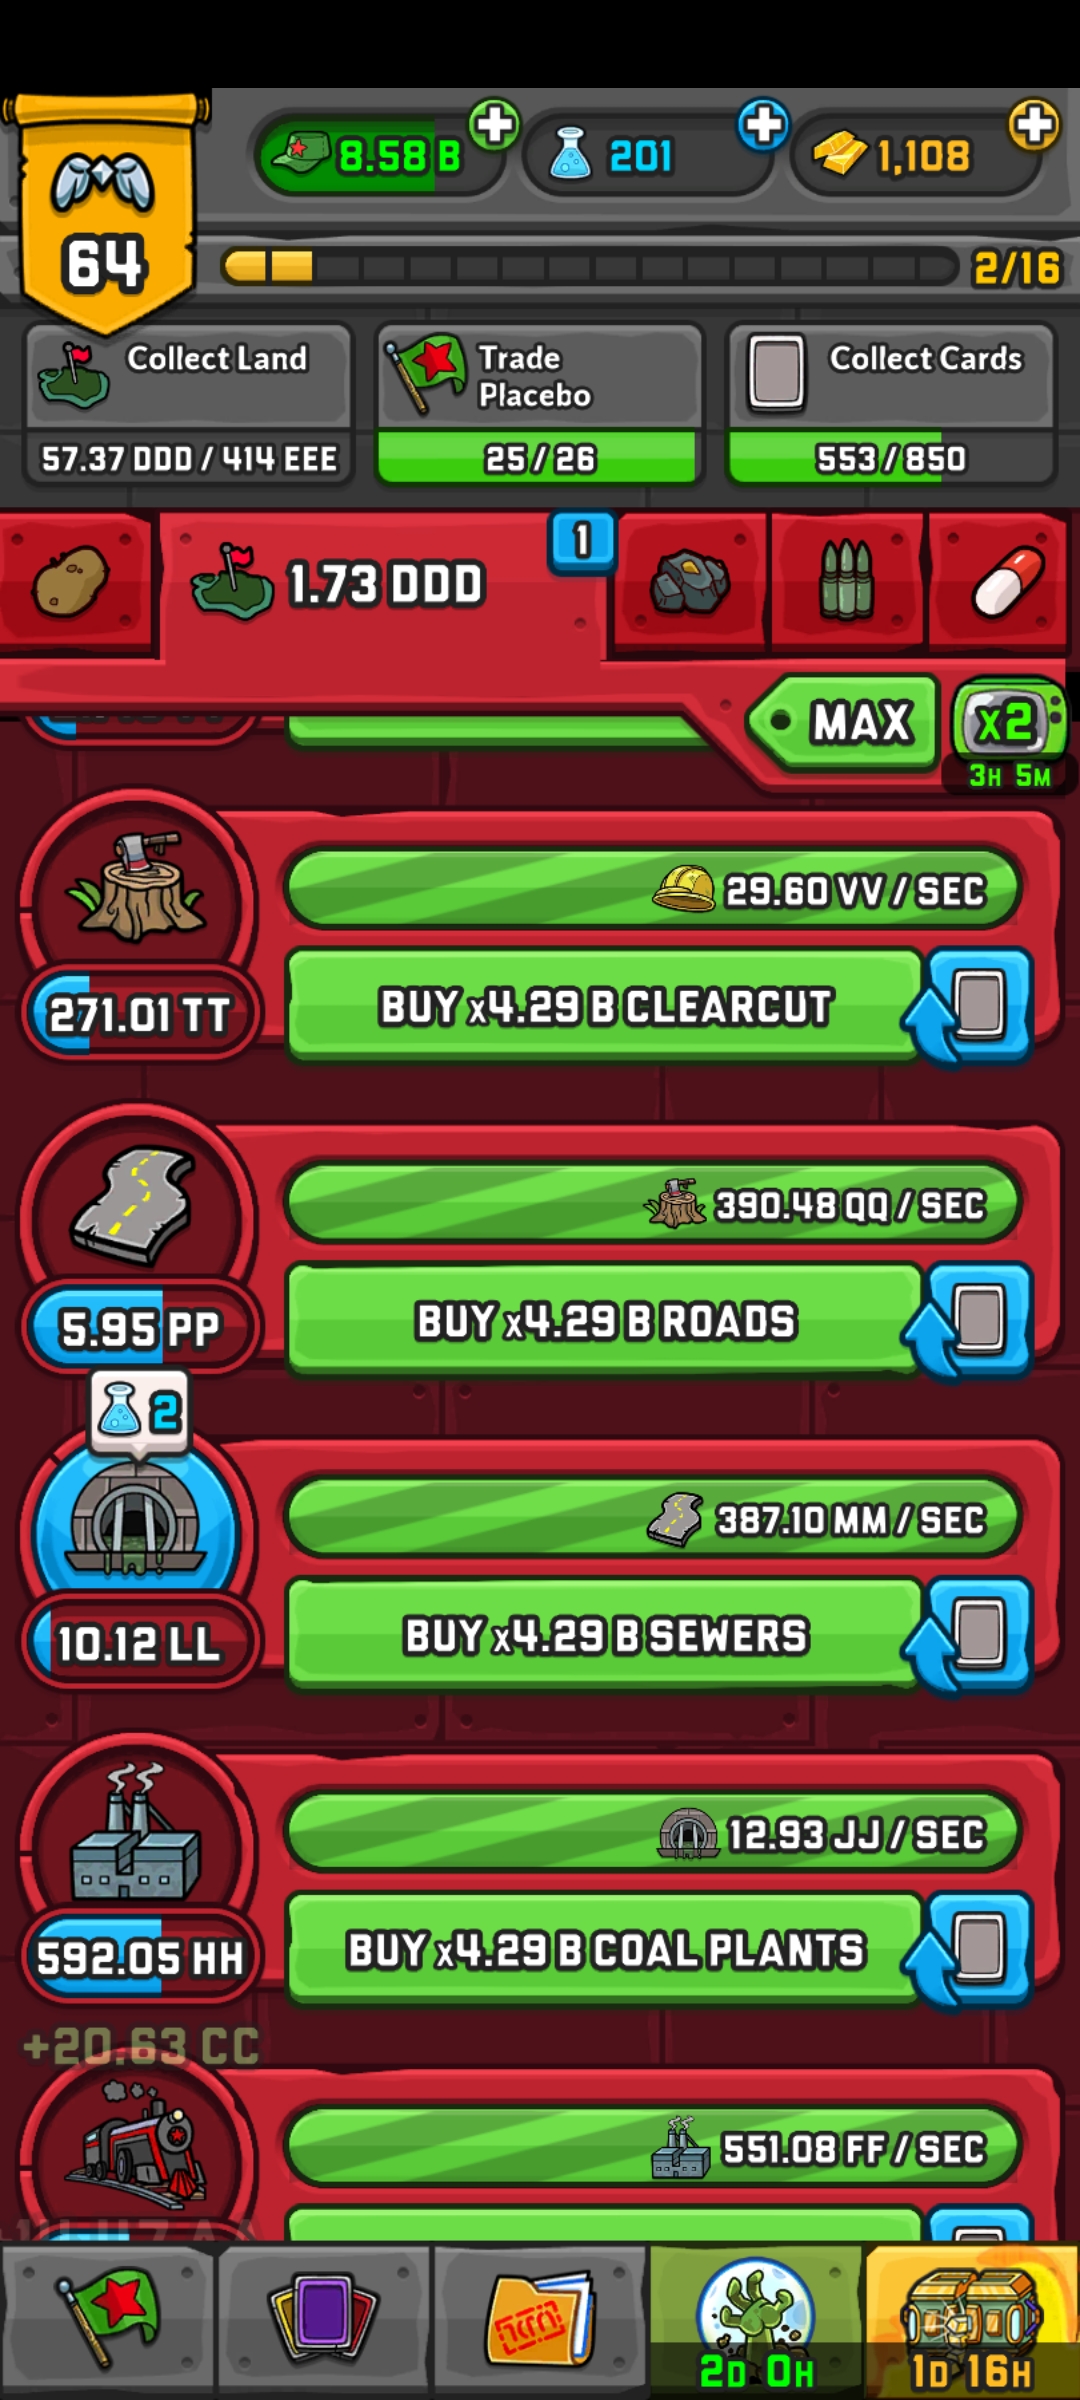 8.58 B
201
1,108
64
2/16
Collect Land
57.37 DDD / 414 EEE
Trade
Placebo
25 / 26
Collect Cards
553 / 850
1.73 DDD
1
MAX
x2
3H 5M
29.60 VV / SEC
271.01 TT
BUY x4.29 B CLEARCUT
390.48 QQ / SEC
5.95 PP
BUY x4.29 B ROADS
2
387.10 MM / SEC
10.12 LL
BUY x4.29 B SEWERS
12.93 JJ / SEC
592.05 HH
BUY x4.29 B COAL PLANTS
+20.63 CC
551.08 FF / SEC
2D 0H
1D 16H